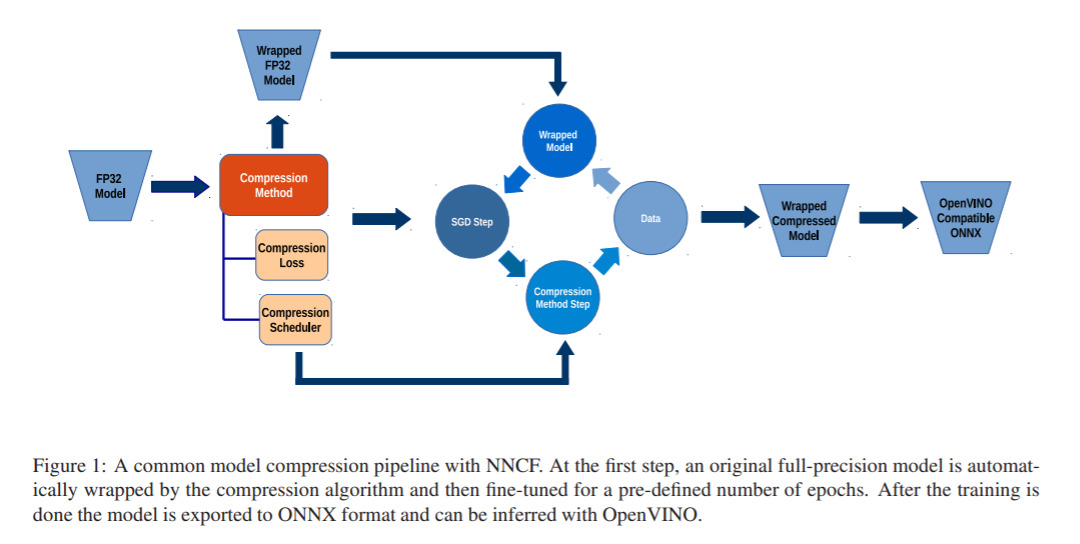 Wrapped
FP32
Model
FP32
Model
Compression
Method
Compression
Loss
Compression
Scheduler
Wrapped
Model
SGD Step
Data
Compression
Method Step
Wrapped
Compressed
Model
OpenVINO
Compatible
ONNX
Figure 1: A common model compression pipeline with NNCF. At the first step, an original full-precision model is automat-
ically wrapped by the compression algorithm and then fine-tuned for a pre-defined number of epochs. After the training is
done the model is exported to ONNX format and can be inferred with OpenVINO.